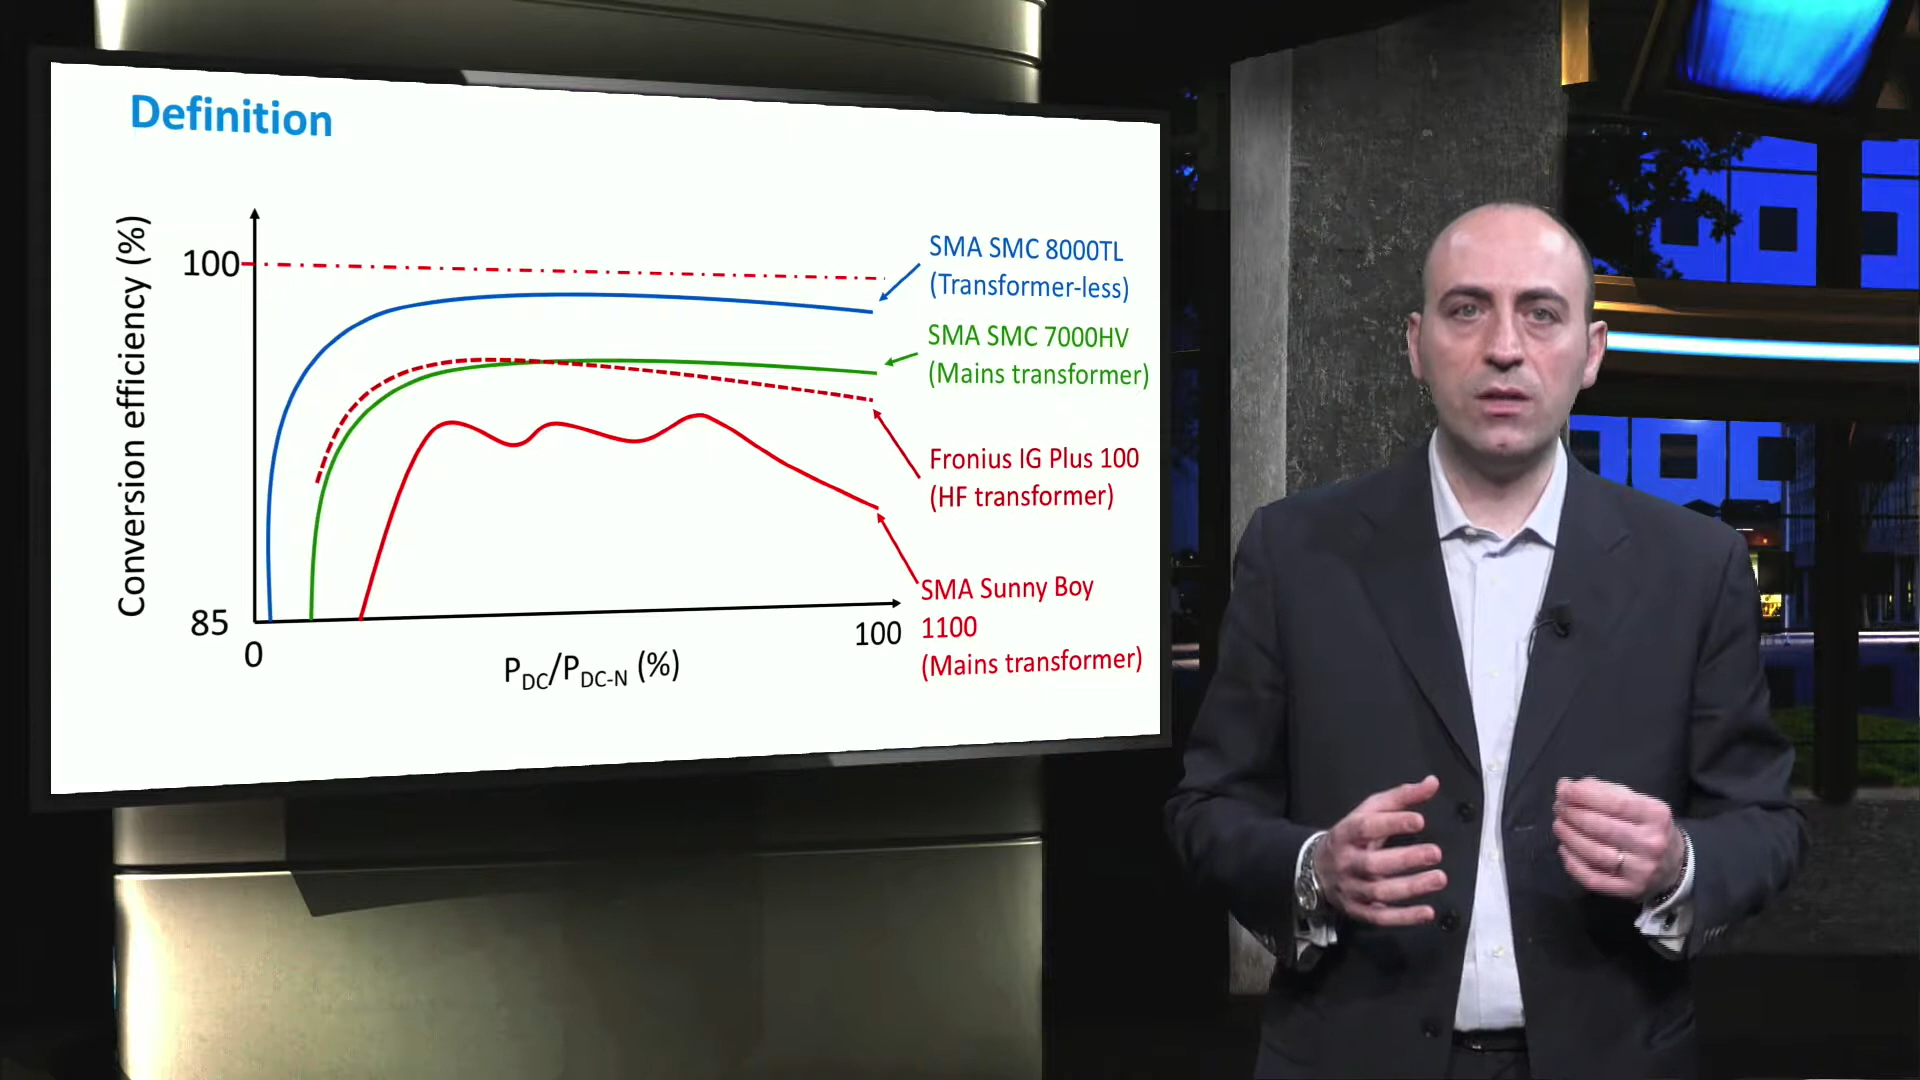 Definition
Conversion efficiency (%)
100
85
0
100
PDC/PDC-N (%)
SMA SMC 8000TL
(Transformer-less)
SMA SMC 7000HV
(Mains transformer)
Fronius IG Plus 100
(HF transformer)
SMA Sunny Boy
1100
(Mains transformer)